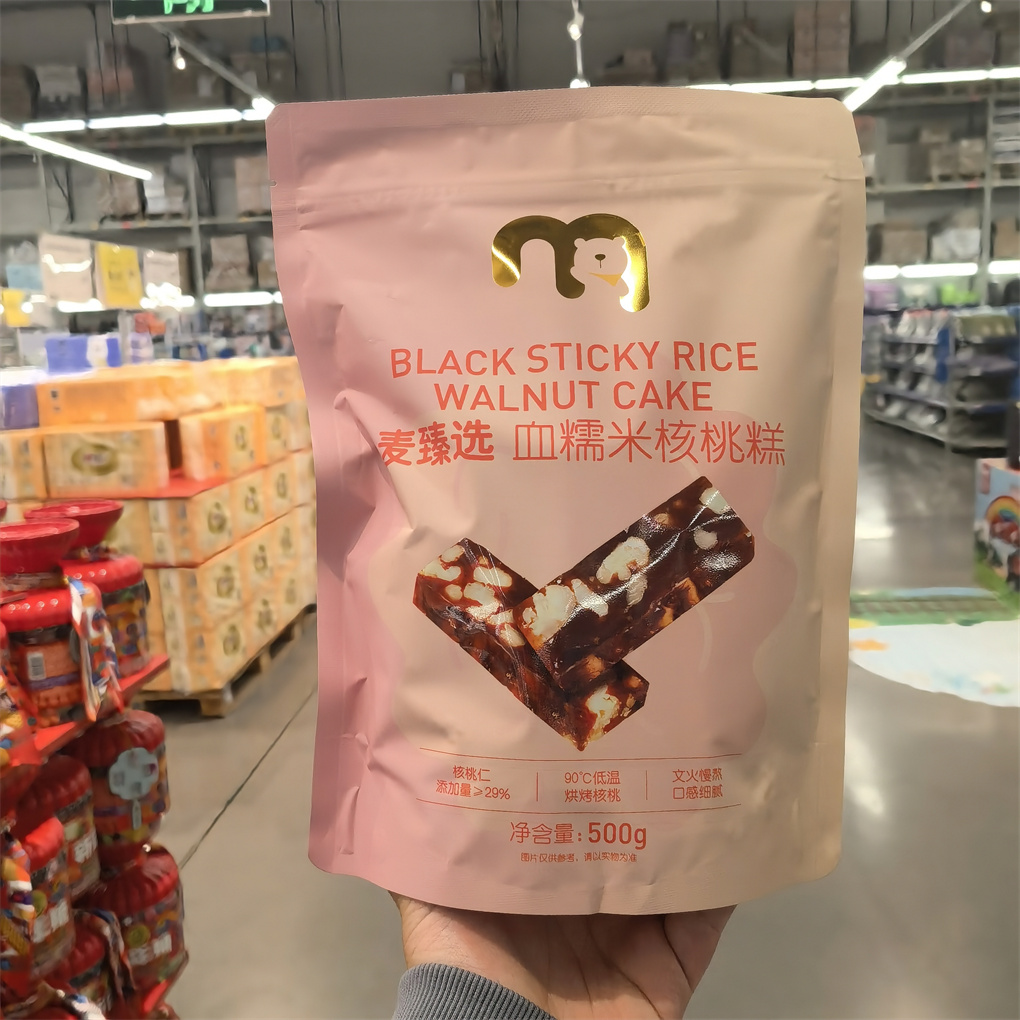 BLACK STICKY RICE
WALNUT CAKE
麦臻选 血糯米核桃糕
核桃仁
添加量≥29%
90℃低温
烘烤核桃
文火慢熬
口感细腻
净含量:500g
图片仅供参考，请以实物为准